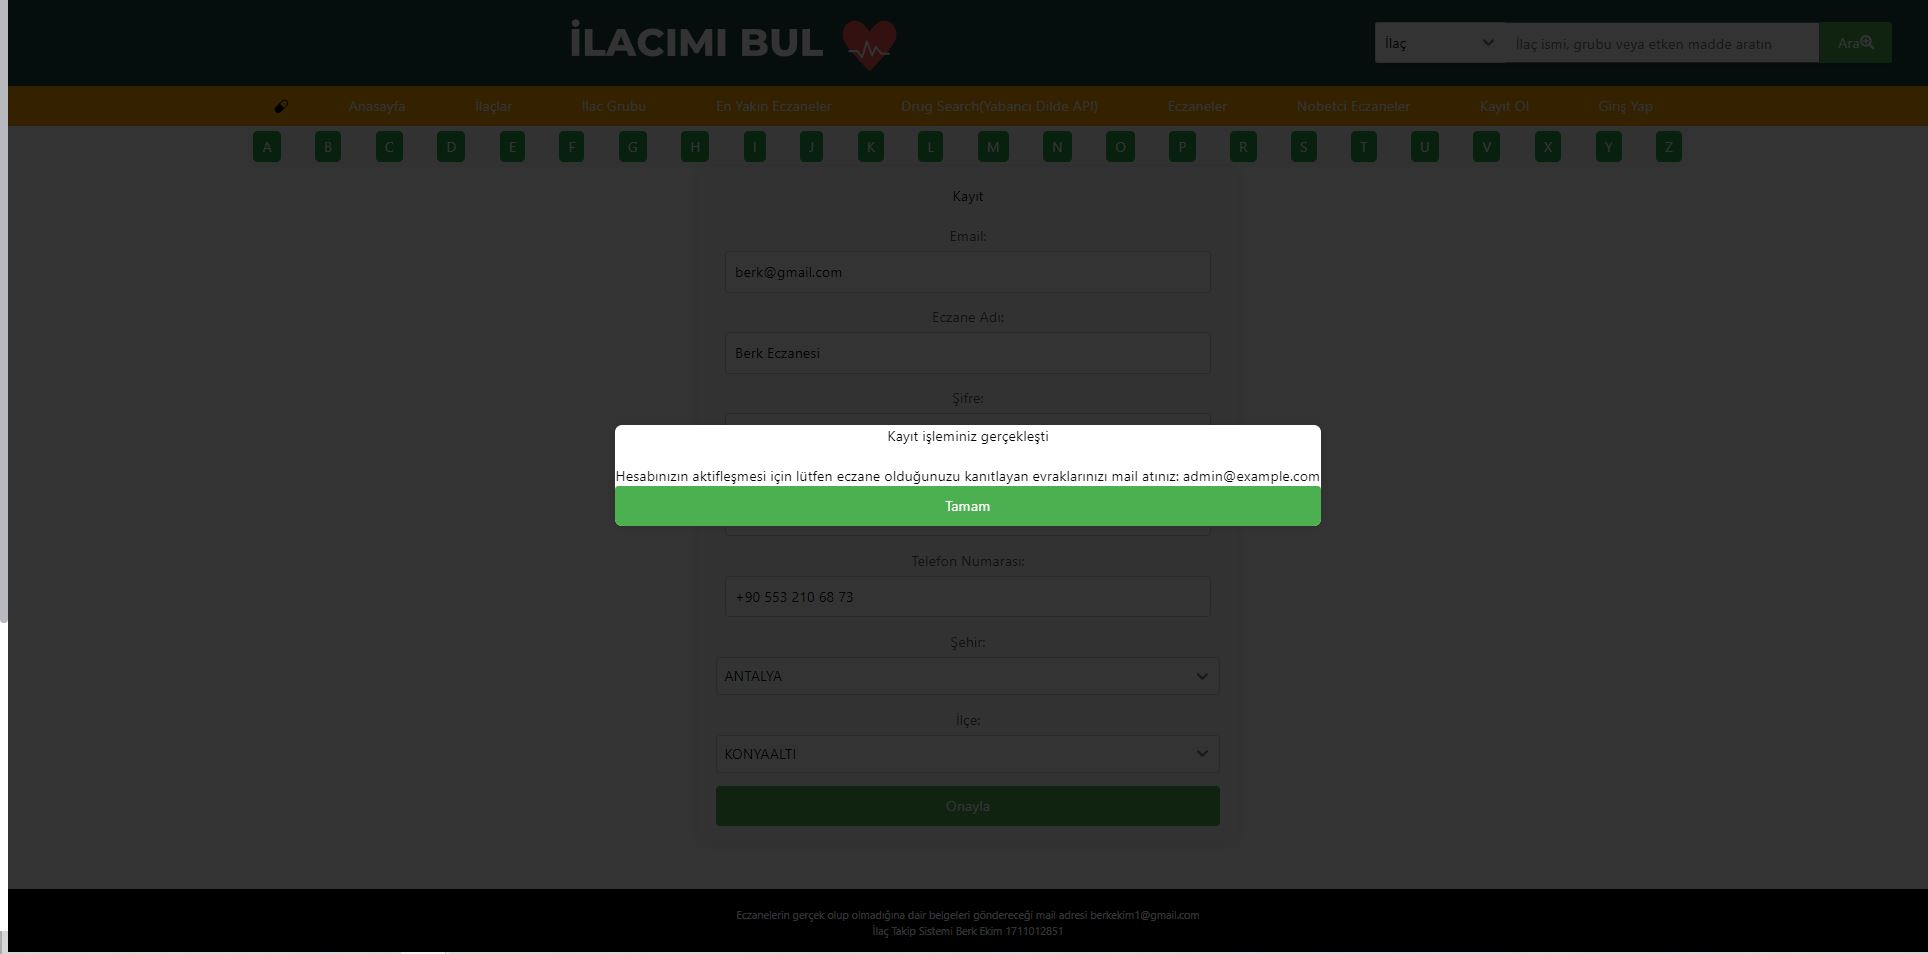 İLACIMI BUL
İlaç
İlaç ismi, grubu veya etken madde aratın
Ara
Anasayfa İlaçlar İlac Grubu En Yakın Eczaneler Drug Search(Yabancı Dilde API) Eczaneler Nobetci Eczaneler Kayıt Ol Giriş Yap
A B C D E F G H I J K L M N O P R S T U V X Y Z
Kayıt
Email:
berk@gmail.com
Eczane Adı:
Berk Eczanesi
Şifre:
Kayıt işleminiz gerçekleşti
Hesabınızın aktifleşmesi için lütfen eczane olduğunuzu kanıtlayan evraklarınızı mail atınız: admin@example.com
Tamam
Telefon Numarası:
+90 553 210 68 73
Şehir:
ANTALYA
İlçe:
KONYAALTI
Onayla
Eczanelerin gerçek olup olmadığına dair belgeleri göndereceği mail adresi berkekim1@gmail.com
İlaç Takip Sistemi Berk Ekim 1711012851